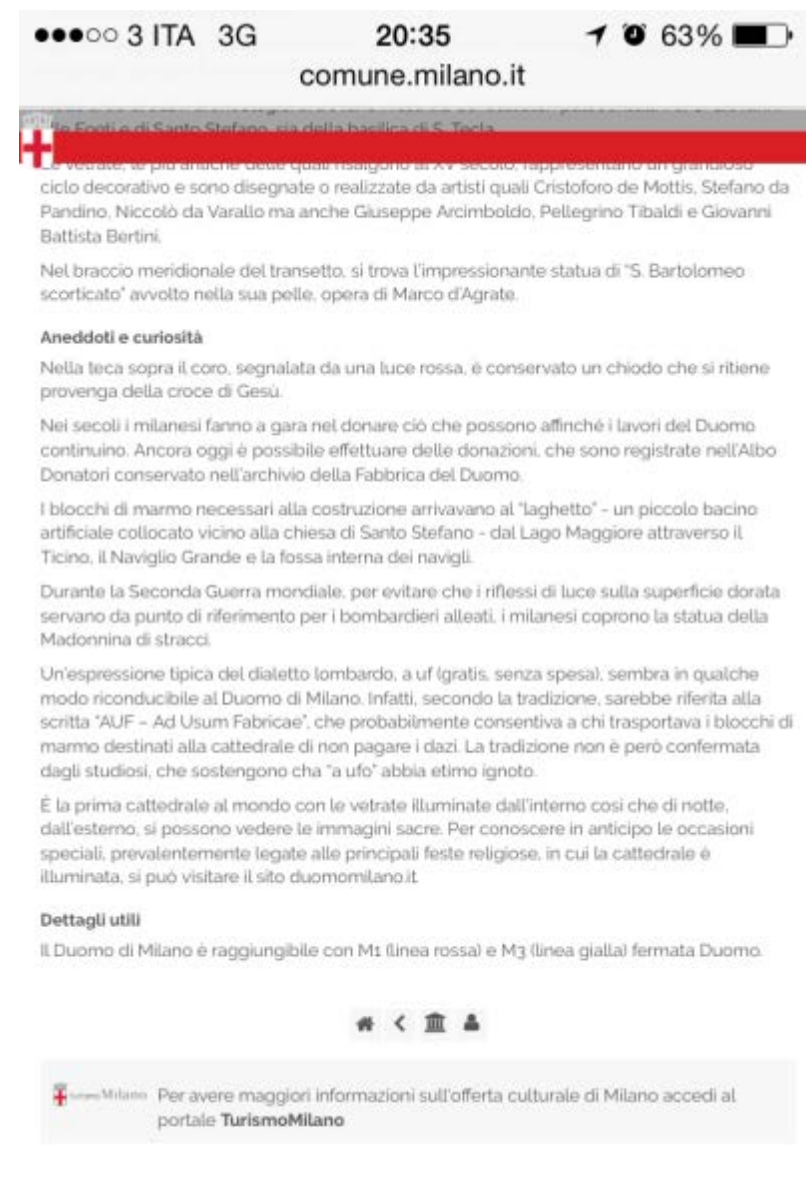 3 ITA 3G 20:35 63%
comune.milano.it
le Fonti e di Santo Stefano, sia della basilica di S. Tecla.
Le vetrate, le più antiche delle quali risalgono al XV secolo, rappresentano un grandioso
ciclo decorativo e sono disegnate o realizzate da artisti quali Cristoforo de Mottis, Stefano da
Pandino, Niccolò da Varallo ma anche Giuseppe Arcimboldo, Pellegrino Tibaldi e Giovanni
Battista Bertini.
Nel braccio meridionale del transetto, si trova l'impressionante statua di "S. Bartolomeo
scorticato" avvolto nella sua pelle, opera di Marco d'Agrate.
Aneddoti e curiosità
Nella teca sopra il coro, segnalata da una luce rossa, è conservato un chiodo che si ritiene
provenga della croce di Gesù.
Nei secoli i milanesi fanno a gara nel donare ciò che possono affinché i lavori del Duomo
continuino. Ancora oggi è possibile effettuare delle donazioni, che sono registrate nell'Albo
Donatori conservato nell'archivio della Fabbrica del Duomo.
I blocchi di marmo necessari alla costruzione arrivavano al "laghetto" - un piccolo bacino
artificiale collocato vicino alla chiesa di Santo Stefano - dal Lago Maggiore attraverso il
Ticino, il Naviglio Grande e la fossa interna dei navigli.
Durante la Seconda Guerra mondiale, per evitare che i riflessi di luce sulla superficie dorata
servano da punto di riferimento per i bombardieri alleati, i milanesi coprono la statua della
Madonnina di stracci.
Un'espressione tipica del dialetto lombardo, a uf (gratis, senza spesa), sembra in qualche
modo riconducibile al Duomo di Milano. Infatti, secondo la tradizione, sarebbe riferita alla
scritta "AUF – Ad Usum Fabricae", che probabilmente consentiva a chi trasportava i blocchi di
marmo destinati alla cattedrale di non pagare i dazi. La tradizione non è però confermata
dagli studiosi, che sostengono cha "a ufo" abbia etimo ignoto.
È la prima cattedrale al mondo con le vetrate illuminate dall'interno così che di notte,
dall'esterno, si possono vedere le immagini sacre. Per conoscere in anticipo le occasioni
speciali, prevalentemente legate alle principali feste religiose, in cui la cattedrale è
illuminata, si può visitare il sito duomomilano.it
Dettagli utili
Il Duomo di Milano è raggiungibile con M1 (linea rossa) e M3 (linea gialla) fermata Duomo.
Milano Per avere maggiori informazioni sull'offerta culturale di Milano accedi al
portale TurismoMilano